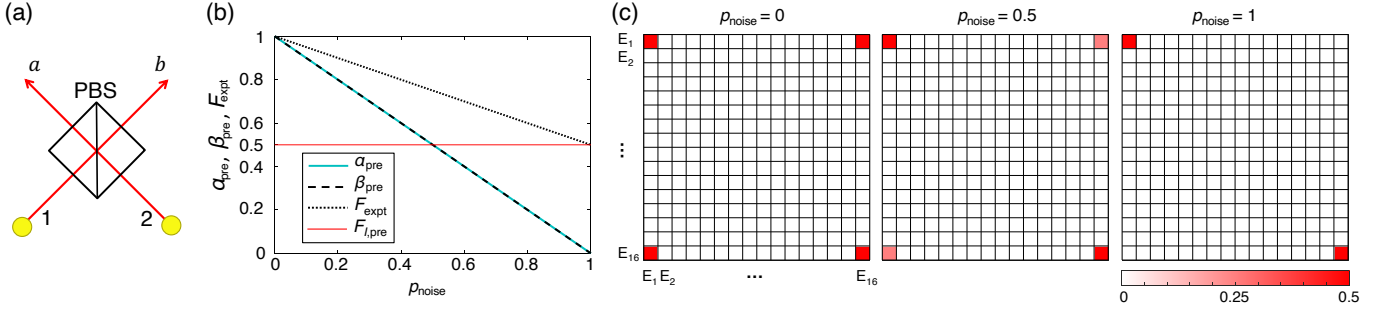 (a)
a
b
PBS
1
2
(b)
α_pre, β_pre, F_expt
1
0.8
0.6
0.5
0.4
0.2
0
α_pre
β_pre
F_expt
F_I,pre
0 0.2 0.4 0.6 0.8 1
p_noise
(c)
p_noise = 0
p_noise = 0.5
p_noise = 1
E_1
E_2
...
E_16
E_1 E_2 ... E_16
0 0.25 0.5